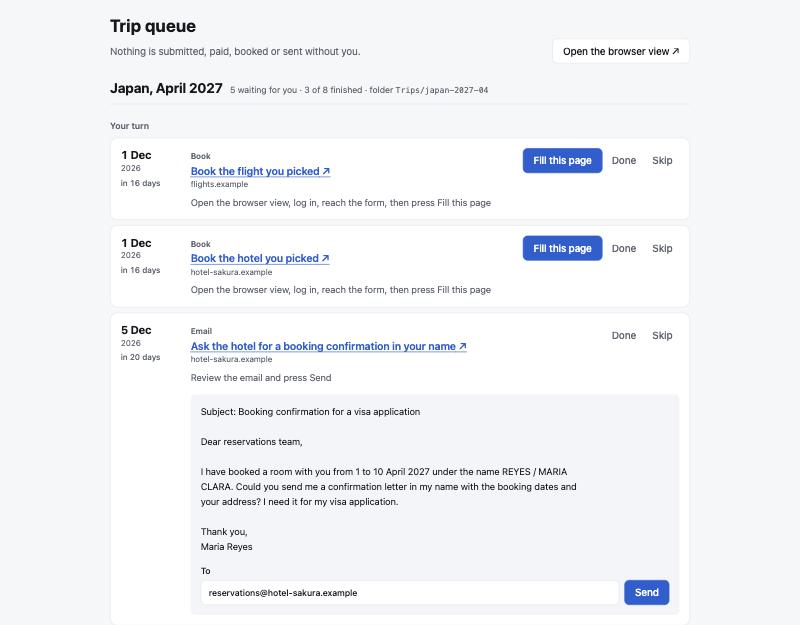 Trip queue
Nothing is submitted, paid, booked or sent without you.
Open the browser view ↗
Japan, April 2027 5 waiting for you · 3 of 8 finished · folder Trips/japan-2027-04
Your turn
1 Dec
2026
in 16 days
Book
Book the flight you picked ↗
flights.example
Open the browser view, log in, reach the form, then press Fill this page
Fill this page Done Skip
1 Dec
2026
in 16 days
Book
Book the hotel you picked ↗
hotel-sakura.example
Open the browser view, log in, reach the form, then press Fill this page
Fill this page Done Skip
5 Dec
2026
in 20 days
Email
Ask the hotel for a booking confirmation in your name ↗
hotel-sakura.example
Review the email and press Send
Done Skip
Subject: Booking confirmation for a visa application
Dear reservations team,
I have booked a room with you from 1 to 10 April 2027 under the name REYES / MARIA
CLARA. Could you send me a confirmation letter in my name with the booking dates and
your address? I need it for my visa application.
Thank you,
Maria Reyes
To
reservations@hotel-sakura.example
Send